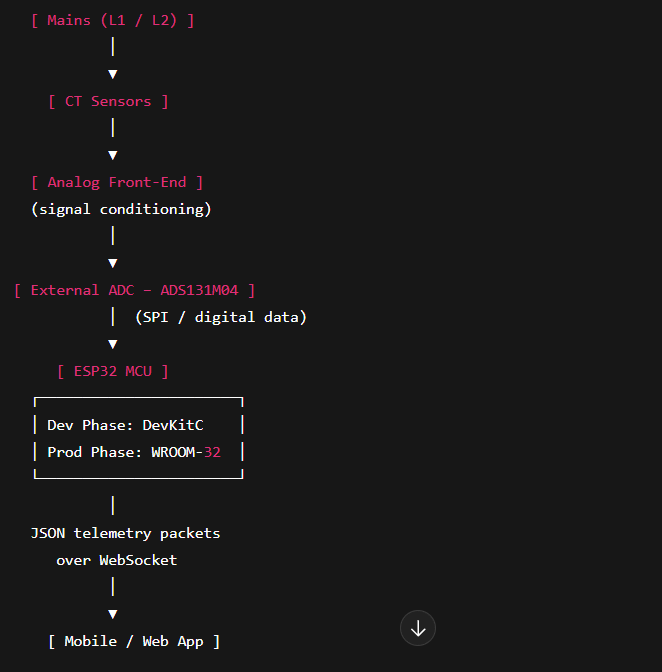 [ Mains (L1 / L2) ]
[ CT Sensors ]
[ Analog Front-End ]
(signal conditioning)
[ External ADC – ADS131M04 ]
(SPI / digital data)
[ ESP32 MCU ]
Dev Phase: DevKitC
Prod Phase: WROOM-32
JSON telemetry packets
over WebSocket
[ Mobile / Web App ]